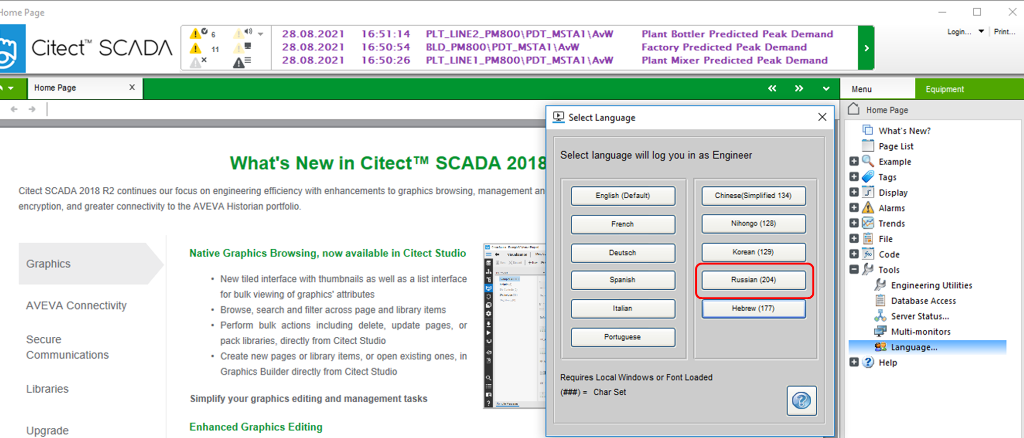 Home Page
Citect™ SCADA
6
11
28.08.2021 16:51:14 PLT_LINE2_PM800\PDT_MSTA1\AvW Plant Bottler Predicted Peak Demand
28.08.2021 16:50:54 BLD_PM800\PDT_MSTA1\AvW Factory Predicted Peak Demand
28.08.2021 16:50:26 PLT_LINE1_PM800\PDT_MSTA1\AvW Plant Mixer Predicted Peak Demand
Login...
Print...
Home Page X
Menu
Equipment
What's New in Citect™ SCADA 2018
Citect SCADA 2018 R2 continues our focus on engineering efficiency with enhancements to graphics browsing, management an
encryption, and greater connectivity to the AVEVA Historian portfolio.
Graphics
AVEVA Connectivity
Secure
Communications
Libraries
Upgrade
Native Graphics Browsing, now available in Citect Studio
• New tiled interface with thumbnails as well as a list interface
for bulk viewing of graphics' attributes
• Browse, search and filter across page and library items
• Perform bulk actions including delete, update pages, or
pack libraries, directly from Citect Studio
• Create new pages or library items, or open existing ones, in
Graphics Builder directly from Citect Studio
Simplify your graphics editing and management tasks
Enhanced Graphics Editing
Select Language
Select language will log you in as Engineer
English (Default)
French
Deutsch
Spanish
Italian
Portuguese
Chinese(Simplified 134)
Nihongo (128)
Korean (129)
Russian (204)
Hebrew (177)
Requires Local Windows or Font Loaded
(###) = Char Set
Home Page
What's New?
Page List
Example
Tags
Display
Alarms
Trends
File
Code
Tools
Engineering Utilities
Database Access
Server Status...
Multi-monitors
Language...
Help